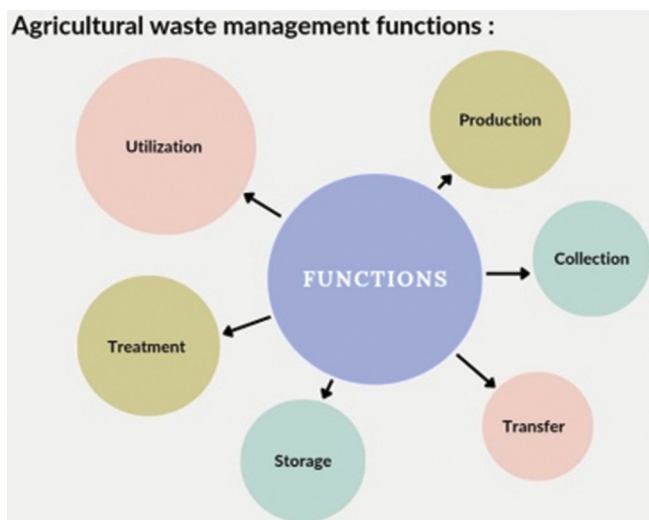 Agricultural waste management functions :
Utilization
Production
FUNCTIONS
Collection
Treatment
Transfer
Storage